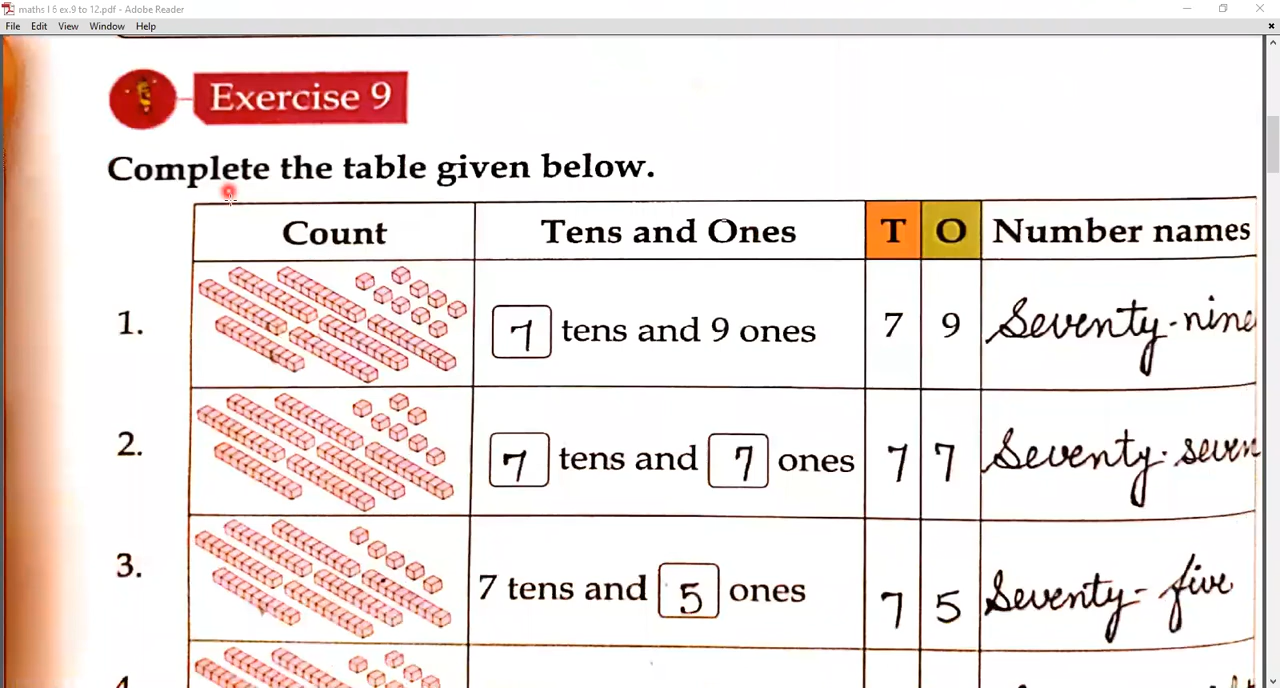 maths l 6 ex.9 to 12.pdf - Adobe Reader
File Edit View Window Help
Exercise 9
Complete the table given below.
Count Tens and Ones T O Number names
1. 7 tens and 9 ones 7 9 Seventy-nine
2. 7 tens and 7 ones 7 7 Seventy-seven
3. 7 tens and 5 ones 7 5 Seventy-five